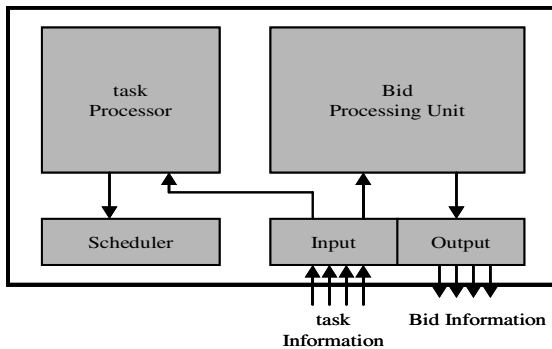 task
Processor
Bid
Processing Unit
Scheduler
Input
Output
task
Information
Bid Information